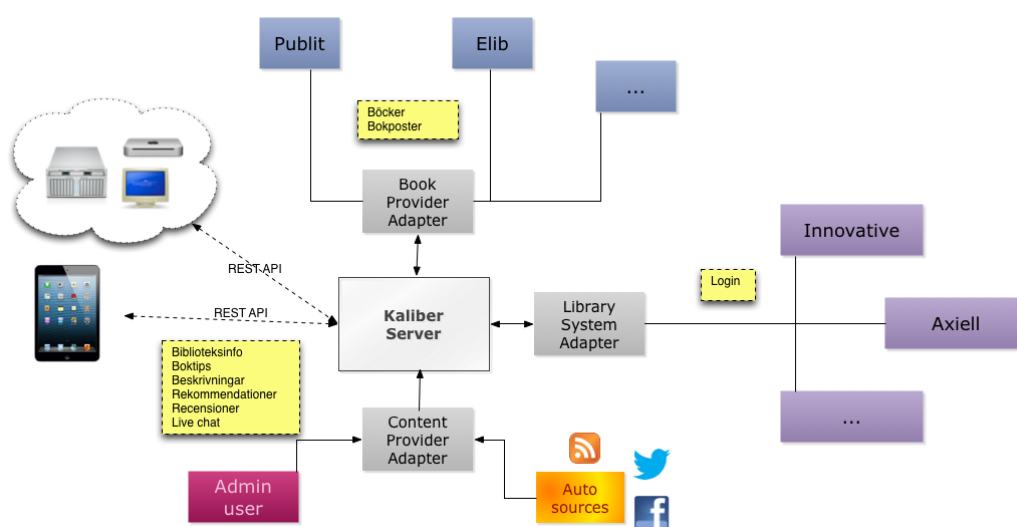 Publit
Elib
...
Böcker
Bokposter
Book
Provider
Adapter
Innovative
REST API
Login
REST API
Kaliber
Server
Library
System
Adapter
Axiell
Biblioteksinfo
Boktips
Beskrivningar
Rekommendationer
Recensioner
Live chat
Content
Provider
Adapter
...
Admin
user
Auto
sources